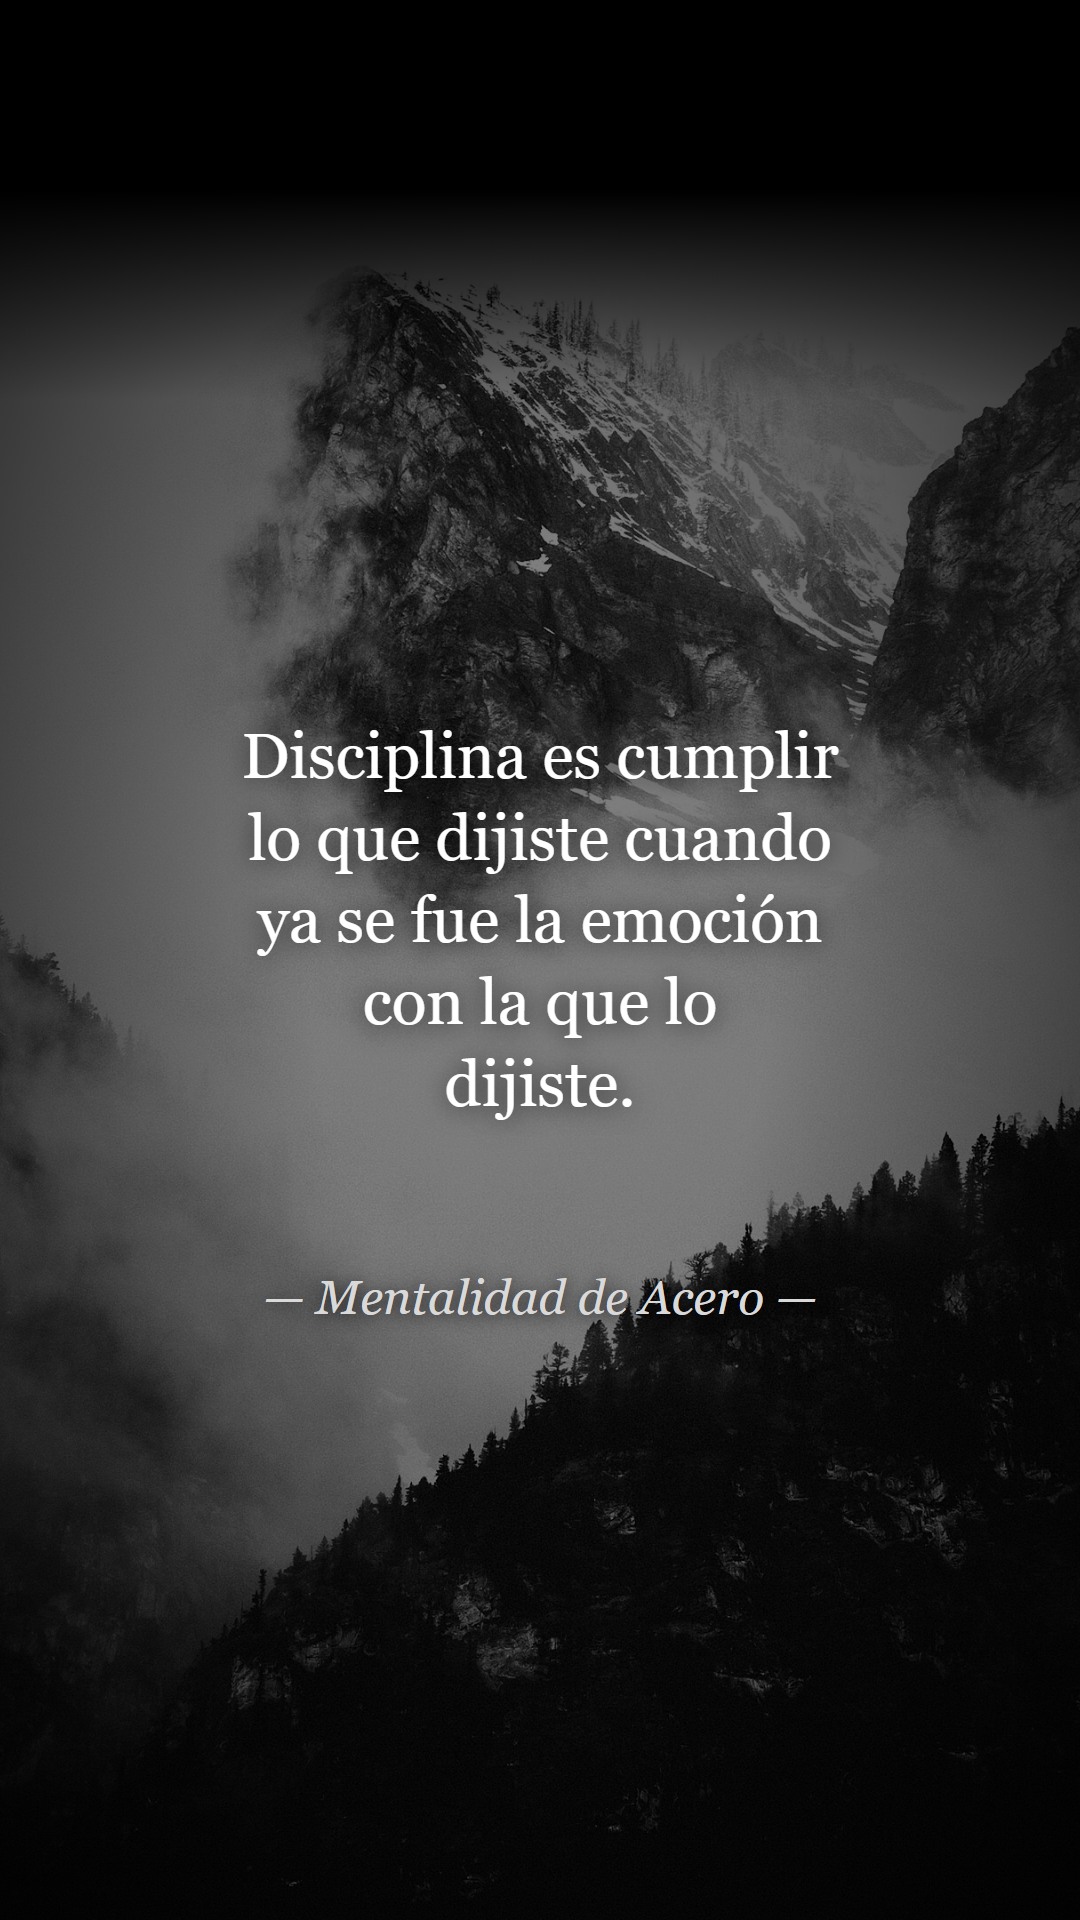 Disciplina es cumplir
lo que dijiste cuando
ya se fue la emoción
con la que lo
dijiste.
— Mentalidad de Acero —